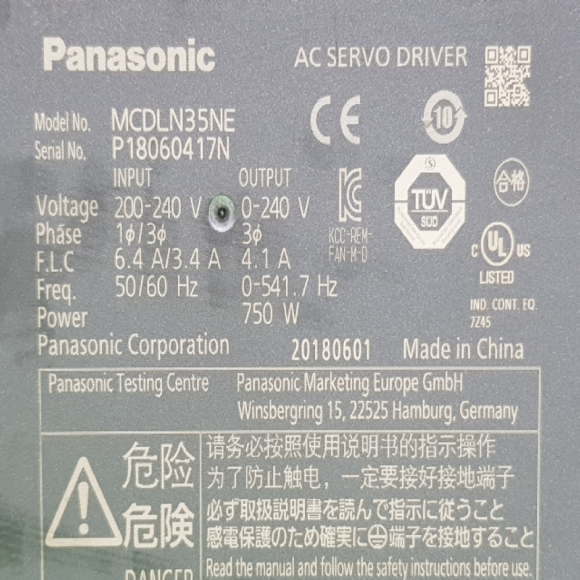 Panasonic AC SERVO DRIVER
Model No. MCDLN35NE
CE
10
Serial No. P18060417N
INPUT OUTPUT
Voltage 200-240 V 0-240 V
Phase 1ϕ/3ϕ 3ϕ
F.L.C 6.4 A/3.4 A 4.1 A
Freq. 50/60 Hz 0-541.7 Hz
Power 750 W
KCC-REM-
FAN-M-D
TÜV
SÜD
合格
C UL US
LISTED
IND. CONT. EQ.
7Z45
Panasonic Corporation 20180601 Made in China
Panasonic Testing Centre Panasonic Marketing Europe GmbH
Winsbergring 15, 22525 Hamburg, Germany
危险
危険
DANGER
请务必按照使用说明书的指示操作
为了防止触电，一定要接好接地端子
必ず取扱説明書を読んで指示に従うこと
感電保護のため確実に⏚端子を接地すること
Read the manual and follow the safety instructions before use.